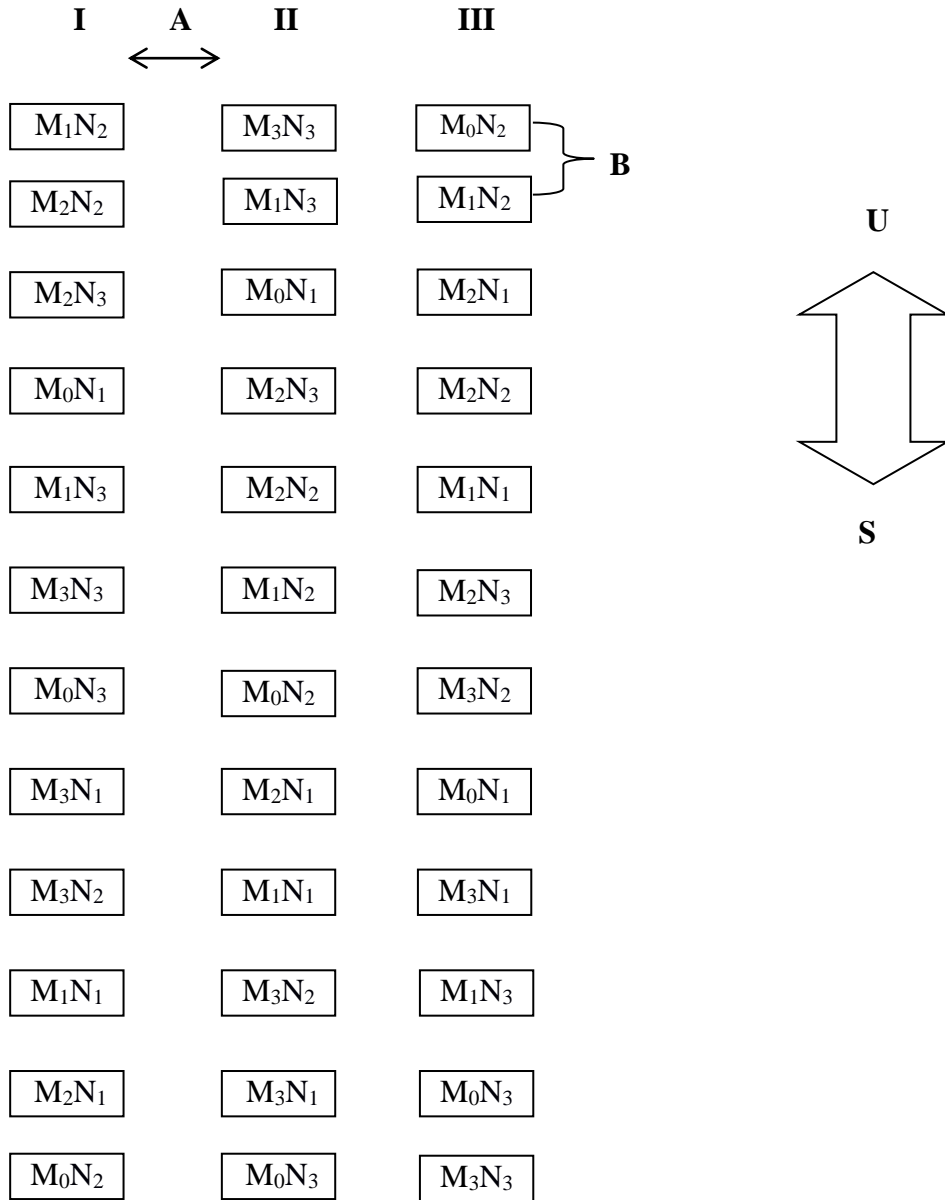 I A II III
M₁N₂ M₃N₃ M₀N₂
B
M₂N₂ M₁N₃ M₁N₂
U
M₂N₃ M₀N₁ M₂N₁
M₀N₁ M₂N₃ M₂N₂
M₁N₃ M₂N₂ M₁N₁
S
M₃N₃ M₁N₂ M₂N₃
M₀N₃ M₀N₂ M₃N₂
M₃N₁ M₂N₁ M₀N₁
M₃N₂ M₁N₁ M₃N₁
M₁N₁ M₃N₂ M₁N₃
M₂N₁ M₃N₁ M₀N₃
M₀N₂ M₀N₃ M₃N₃